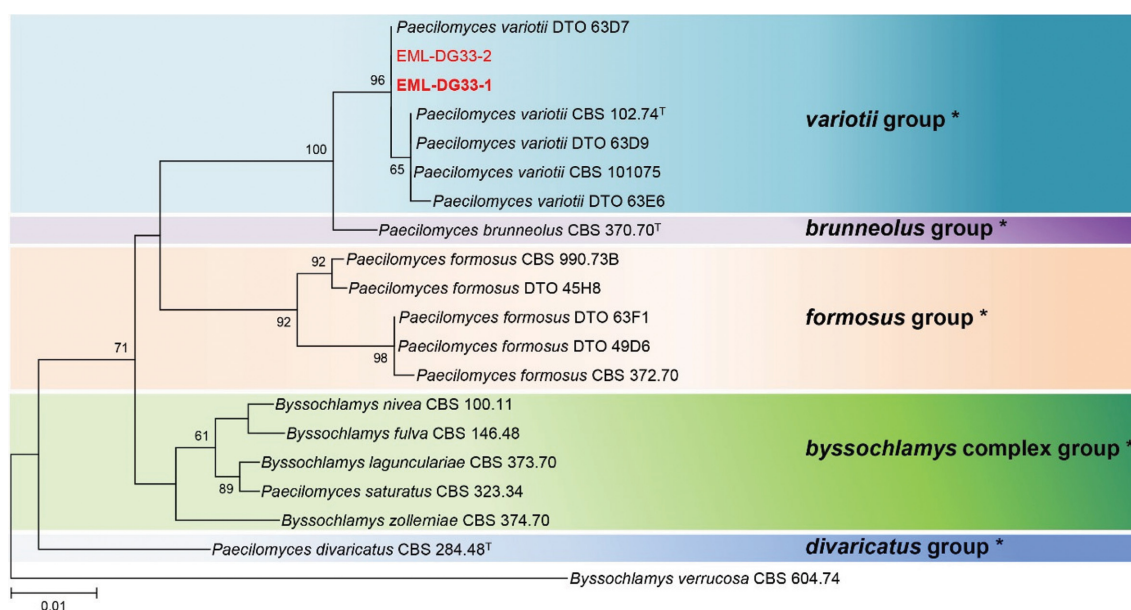 Paecilomyces variotii DTO 63D7
EML-DG33-2
96
EML-DG33-1
Paecilomyces variotii CBS 102.74T
variotii group *
Paecilomyces variotii DTO 63D9
100
65
Paecilomyces variotii CBS 101075
Paecilomyces variotii DTO 63E6
Paecilomyces brunneolus CBS 370.70T
brunneolus group *
92
Paecilomyces formosus CBS 990.73B
Paecilomyces formosus DTO 45H8
92
Paecilomyces formosus DTO 63F1
formosus group *
71
98
Paecilomyces formosus DTO 49D6
Paecilomyces formosus CBS 372.70
Byssochlamys nivea CBS 100.11
61
Byssochlamys fulva CBS 146.48
byssochlamys complex group *
Byssochlamys lagunculariae CBS 373.70
89
Paecilomyces saturatus CBS 323.34
Byssochlamys zollerniae CBS 374.70
Paecilomyces divaricatus CBS 284.48T
divaricatus group *
Byssochlamys verrucosa CBS 604.74
0.01